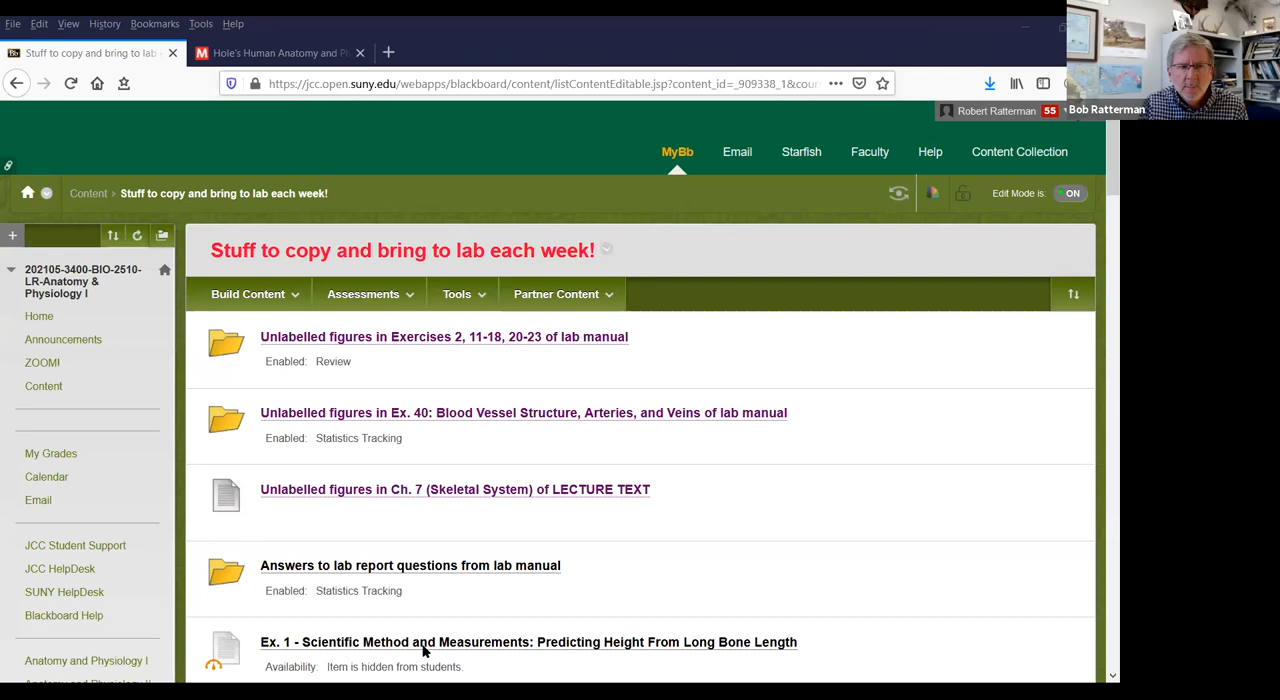 File Edit View History Bookmarks Tools Help
Stuff to copy and bring to lab
Hole's Human Anatomy and Ph
https://jcc.open.suny.edu/webapps/blackboard/content/listContentEditable.jsp?content_id=_909338_1&cour
Robert Ratterman 55 Bob Ratterman
MyBb Email Starfish Faculty Help Content Collection
Content Stuff to copy and bring to lab each week! Edit Mode is: ON
202105-3400-BIO-2510-
LR-Anatomy &
Physiology I
Home
Announcements
ZOOM!
Content
My Grades
Calendar
Email
JCC Student Support
JCC HelpDesk
SUNY HelpDesk
Blackboard Help
Anatomy and Physiology I
Anatomy and Physiology II
Stuff to copy and bring to lab each week!
Build Content Assessments Tools Partner Content
Unlabelled figures in Exercises 2, 11-18, 20-23 of lab manual
Enabled: Review
Unlabelled figures in Ex. 40: Blood Vessel Structure, Arteries, and Veins of lab manual
Enabled: Statistics Tracking
Unlabelled figures in Ch. 7 (Skeletal System) of LECTURE TEXT
Answers to lab report questions from lab manual
Enabled: Statistics Tracking
Ex. 1 - Scientific Method and Measurements: Predicting Height From Long Bone Length
Availability: Item is hidden from students.